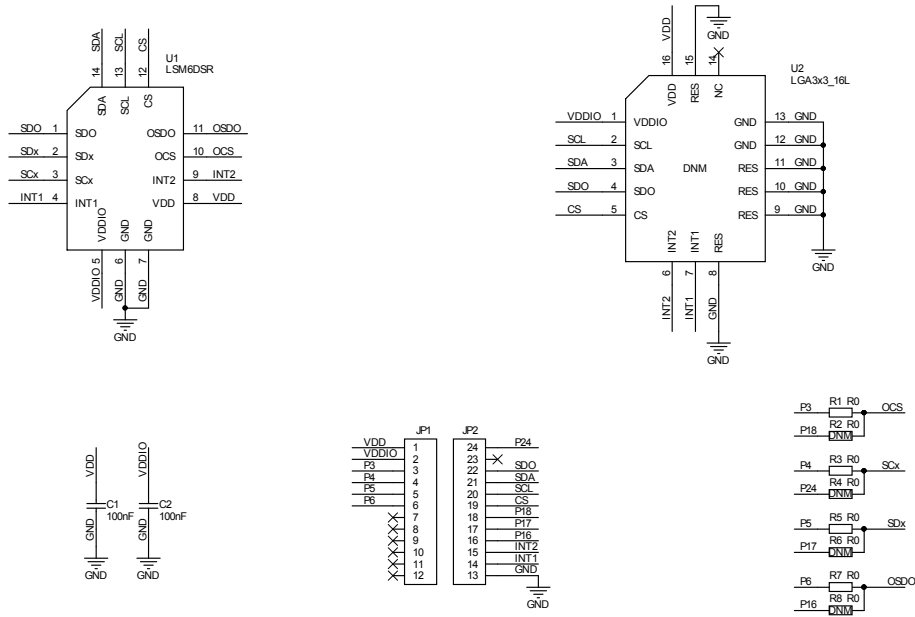 U1
LSM6DSR
SDA
SCL
CS
14
13
12
SDA
SCL
CS
SDO 1 SDO
SDx 2 SDx
SCx 3 SCx
INT1 4 INT1
OSDO 11 OSDO
OCS 10 OCS
INT2 9 INT2
VDD 8 VDD
VDDIO
GND
GND
5
6
7
VDDIO
GND
GND
GND
U2
LGA3x3_16L
VDD
GND
16
15
14
VDD
RES
NC
VDDIO 1 VDDIO
SCL 2 SCL
SDA 3 SDA
SDO 4 SDO
CS 5 CS
DNM
GND 13 GND
GND 12 GND
RES 11 GND
RES 10 GND
RES 9 GND
GND
INT2
INT1
RES
6
7
8
INT2
INT1
GND
GND
VDD
C1
100nF
GND
GND
VDDIO
C2
100nF
GND
GND
JP1
VDD 1
VDDIO 2
P3 3
P4 4
P5 5
P6 6
7
8
9
10
11
12
JP2
24 P24
23
22 SDO
21 SDA
20 SCL
19 CS
18 P18
17 P17
16 P16
15 INT2
14 INT1
13 GND
GND
R1 R0
P3 OCS
R2 R0
P18 DNM
R3 R0
P4 SCx
R4 R0
P24 DNM
R5 R0
P5 SDx
R6 R0
P17 DNM
R7 R0
P6 OSDO
R8 R0
P16 DNM